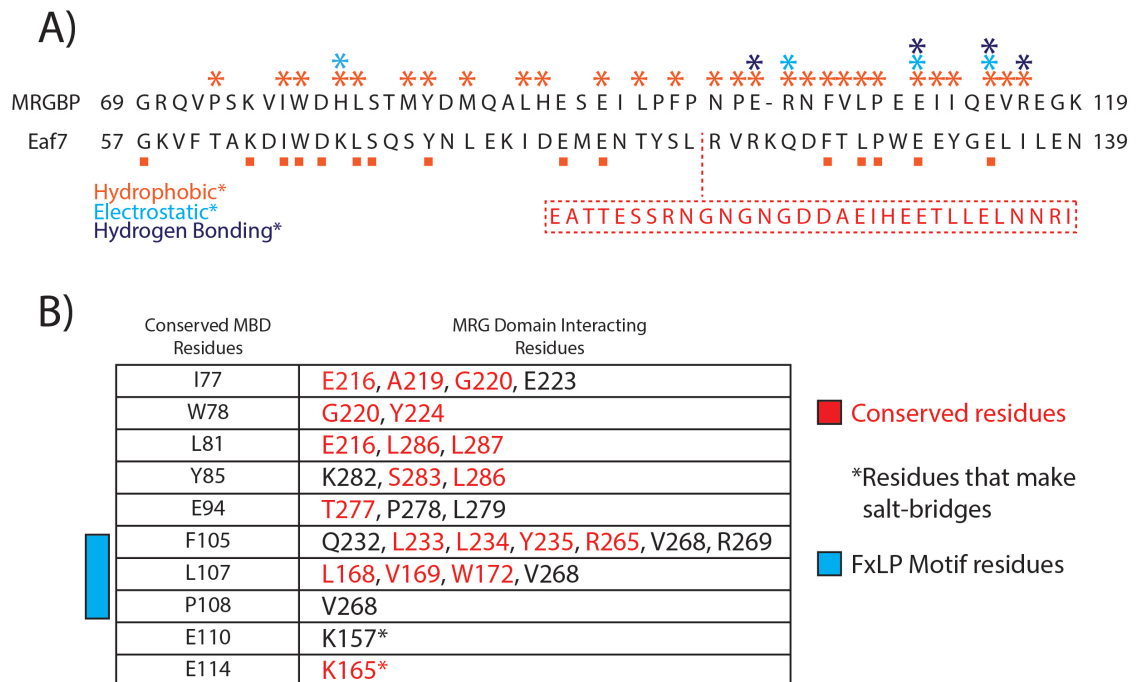 A)
MRGBP 69 G R Q V P S K V I W D H L S T M Y D M Q A L H E S E I L P F P N P E - R N F V L P E E I I Q E V R E G K 119
Eaf7 57 G K V F T A K D I W D K L S Q S Y N L E K I D E M E N T Y S L R V R K Q D F T L P W E E Y G E L I L E N 139
Hydrophobic*
Electrostatic*
Hydrogen Bonding*
E A T T E S S R N G N G N G D D A E I H E E T L L E L N N R I
B)
Conserved MBD Residues
MRG Domain Interacting Residues
I77 E216, A219, G220, E223
W78 G220, Y224
L81 E216, L286, L287
Y85 K282, S283, L286
E94 T277, P278, L279
F105 Q232, L233, L234, Y235, R265, V268, R269
L107 L168, V169, W172, V268
P108 V268
E110 K157*
E114 K165*
Conserved residues
*Residues that make
salt-bridges
FxLP Motif residues